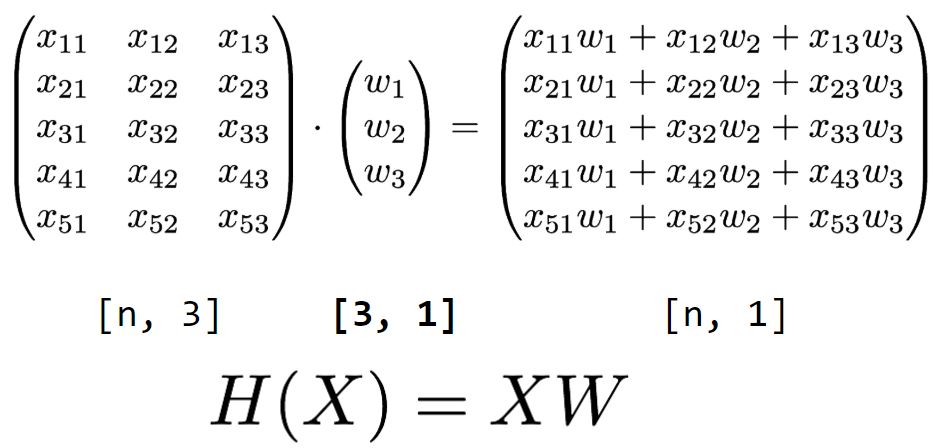 x₁₁ x₁₂ x₁₃ x₁₁w₁ + x₁₂w₂ + x₁₃w₃
x₂₁ x₂₂ x₂₃ w₁ x₂₁w₁ + x₂₂w₂ + x₂₃w₃
x₃₁ x₃₂ x₃₃ · w₂ = x₃₁w₁ + x₃₂w₂ + x₃₃w₃
x₄₁ x₄₂ x₄₃ w₃ x₄₁w₁ + x₄₂w₂ + x₄₃w₃
x₅₁ x₅₂ x₅₃ x₅₁w₁ + x₅₂w₂ + x₅₃w₃
[n, 3] [3, 1] [n, 1]
H(X) = XW